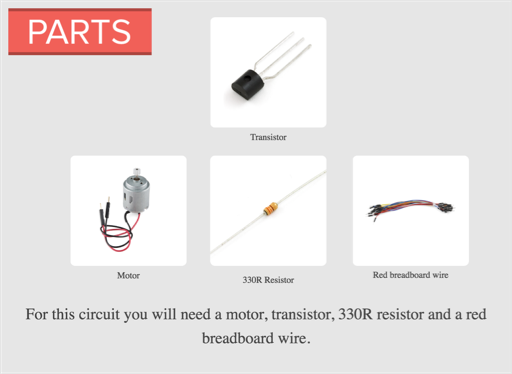 PARTS
Transistor
Motor
330R Resistor
Red breadboard wire
For this circuit you will need a motor, transistor, 330R resistor and a red
breadboard wire.